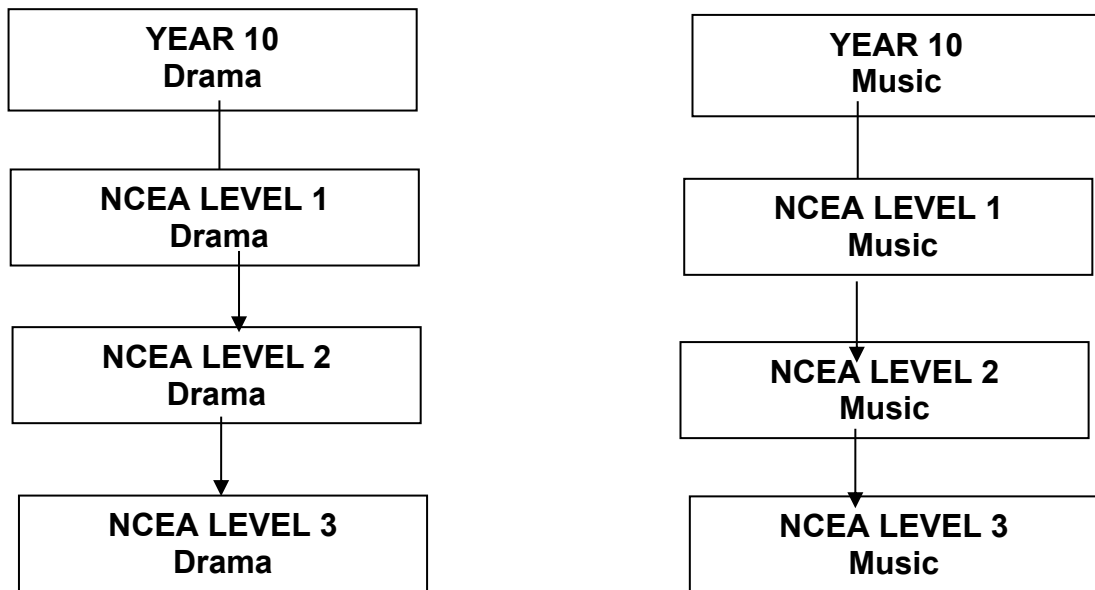 YEAR 10
Drama
NCEA LEVEL 1
Drama
NCEA LEVEL 2
Drama
NCEA LEVEL 3
Drama
YEAR 10
Music
NCEA LEVEL 1
Music
NCEA LEVEL 2
Music
NCEA LEVEL 3
Music